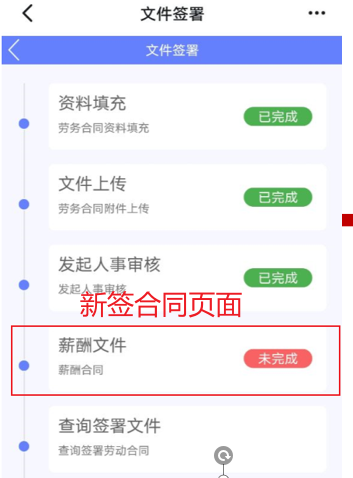 文件签署
文件签署
资料填充
劳务合同资料填充
已完成
文件上传
劳务合同附件上传
已完成
发起人事审核
发起人事审核
已完成
新签合同页面
薪酬文件
薪酬合同
未完成
查询签署文件
查询签署劳动合同